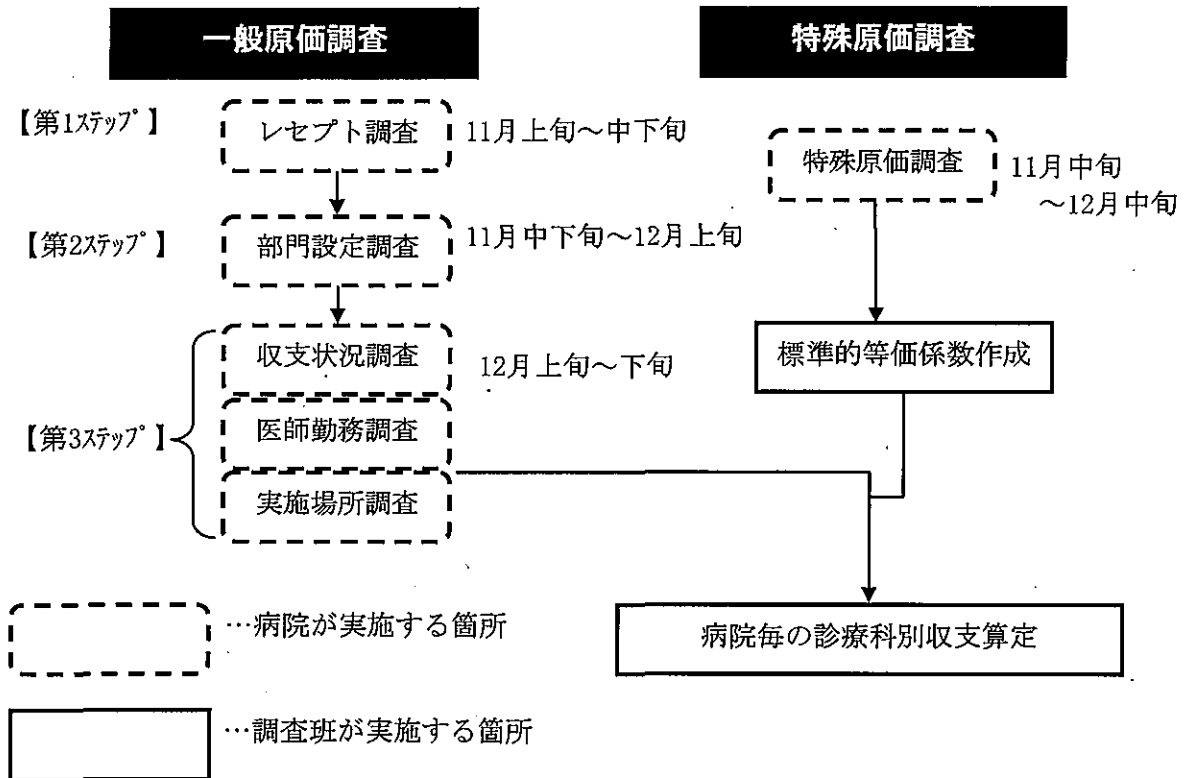 一般原価調査
特殊原価調査
【第1ステップ】
レセプト調査
11月上旬～中下旬
特殊原価調査
11月中旬
～12月中旬
【第2ステップ】
部門設定調査
11月中下旬～12月上旬
収支状況調査
12月上旬～下旬
標準的等価係数作成
【第3ステップ】
医師勤務調査
実施場所調査
…病院が実施する箇所
病院毎の診療科別収支算定
…調査班が実施する箇所